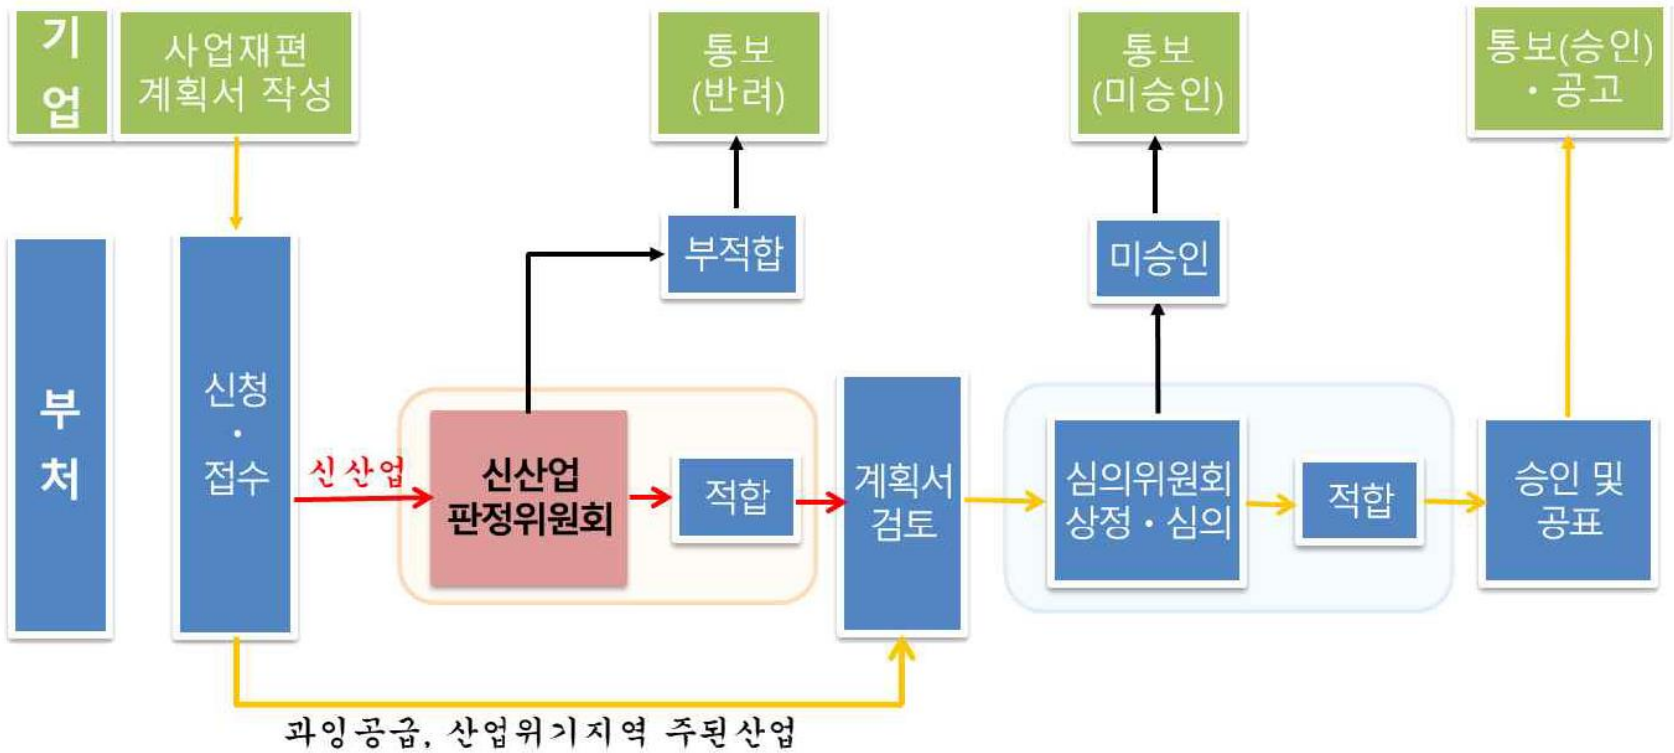 기
업
사업재편
계획서 작성
통보
(반려)
통보
(미승인)
통보(승인)
・공고
부
처
신청
・
접수
부적합
미승인
신산업
신산업
판정위원회
적합
계획서
검토
심의위원회
상정・심의
적합
승인 및
공표
과잉공급, 산업위기지역 주된산업